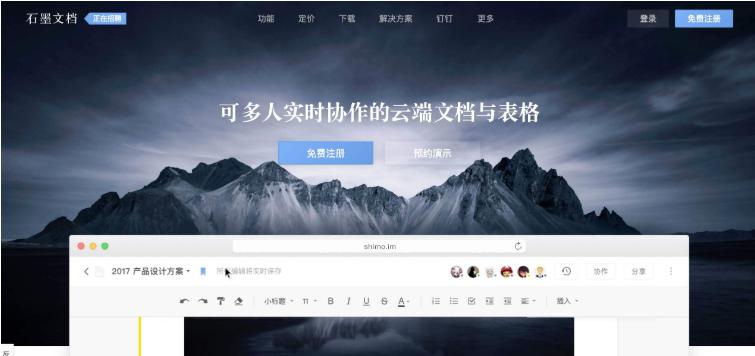 石墨文档 正在招聘 功能 定价 下载 解决方案 钉钉 更多 登录 免费注册
可多人实时协作的云端文档与表格
免费注册 预约演示
shimo.im
2017 产品设计方案 所有编辑将实时保存 协作 分享
小标题 11 B I U S A 插入